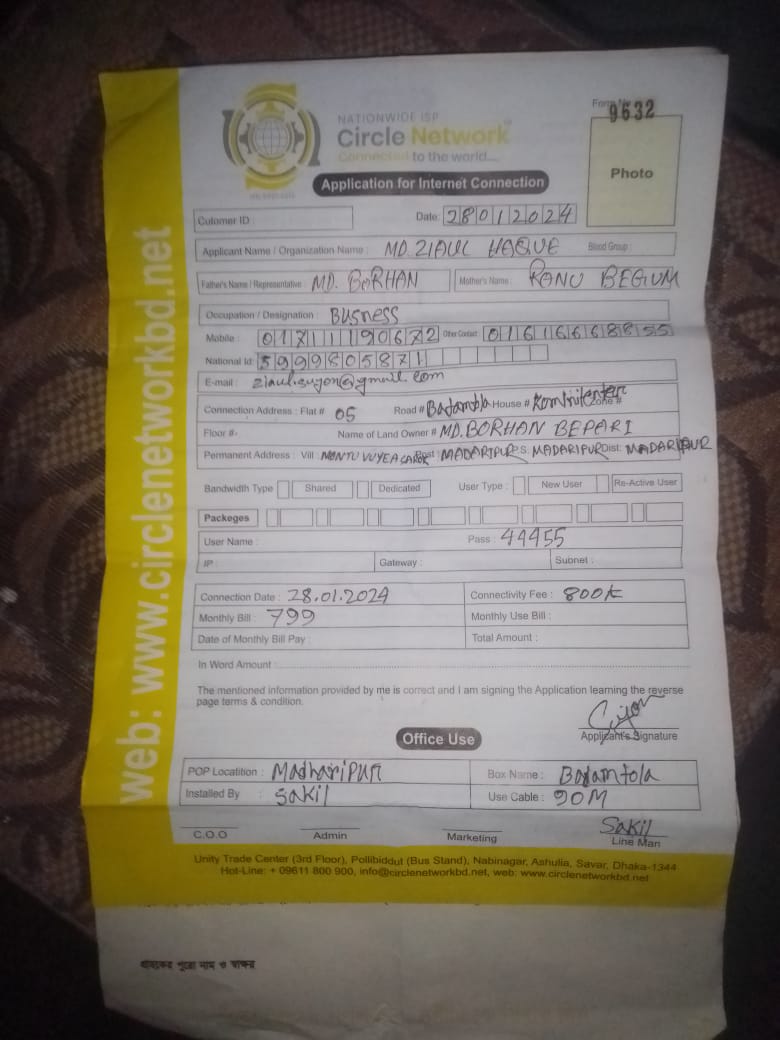 Form No
9632
NATIONWIDE ISP
Circle Network
Connected to the world....
Photo
Application for Internet Connection
Cutomer ID : Date: 28012024
Applicant Name / Organization Name : MD. ZIAUL HAQUE Blood Group :
Father's Name / Representative : MD. BORHAN Mother's Name : RANU BEGUM
Occupation / Designation : BUSNESS
Mobile : 01711190672 Other Contact : 01616668855
National Id: 5999805871
E-mail : ziaul.sujon@gmail.com
Connection Address : Flat # 05 Road # Badamtola House # Zone #
Floor #- Name of Land Owner # MD. BORHAN BEPARI
Permanent Address : Vill : Post : MADARIPUR P.S: MADARIPUR Dist: MADARIPUR
Bandwidth Type Shared Dedicated User Type : New User Re-Active User
Packeges
User Name : Pass : 44455
IP : Gateway : Subnet :
Connection Date : 28.01.2024 Connectivity Fee : 800
Monthly Bill : 799 Monthly Use Bill :
Date of Monthly Bill Pay : Total Amount :
In Word Amount :
The mentioned information provided by me is correct and I am signing the Application learning the reverse
page terms & condition.
Applicant's Signature
Office Use
POP Locatition : Madharipur Box Name : Badamtola
Installed By : Sakil Use Cable : 90M
Sakil
C.O.O Admin Marketing Line Man
Unity Trade Center (3rd Floor), Pollibiddut (Bus Stand), Nabinagar, Ashulia, Savar, Dhaka-1344
Hot-Line: + 09611 800 900, info@circlenetworkbd.net, web: www.circlenetworkbd.net
web: www.circlenetworkbd.net
গ্রাহকের পুরো নাম ও স্বাক্ষর